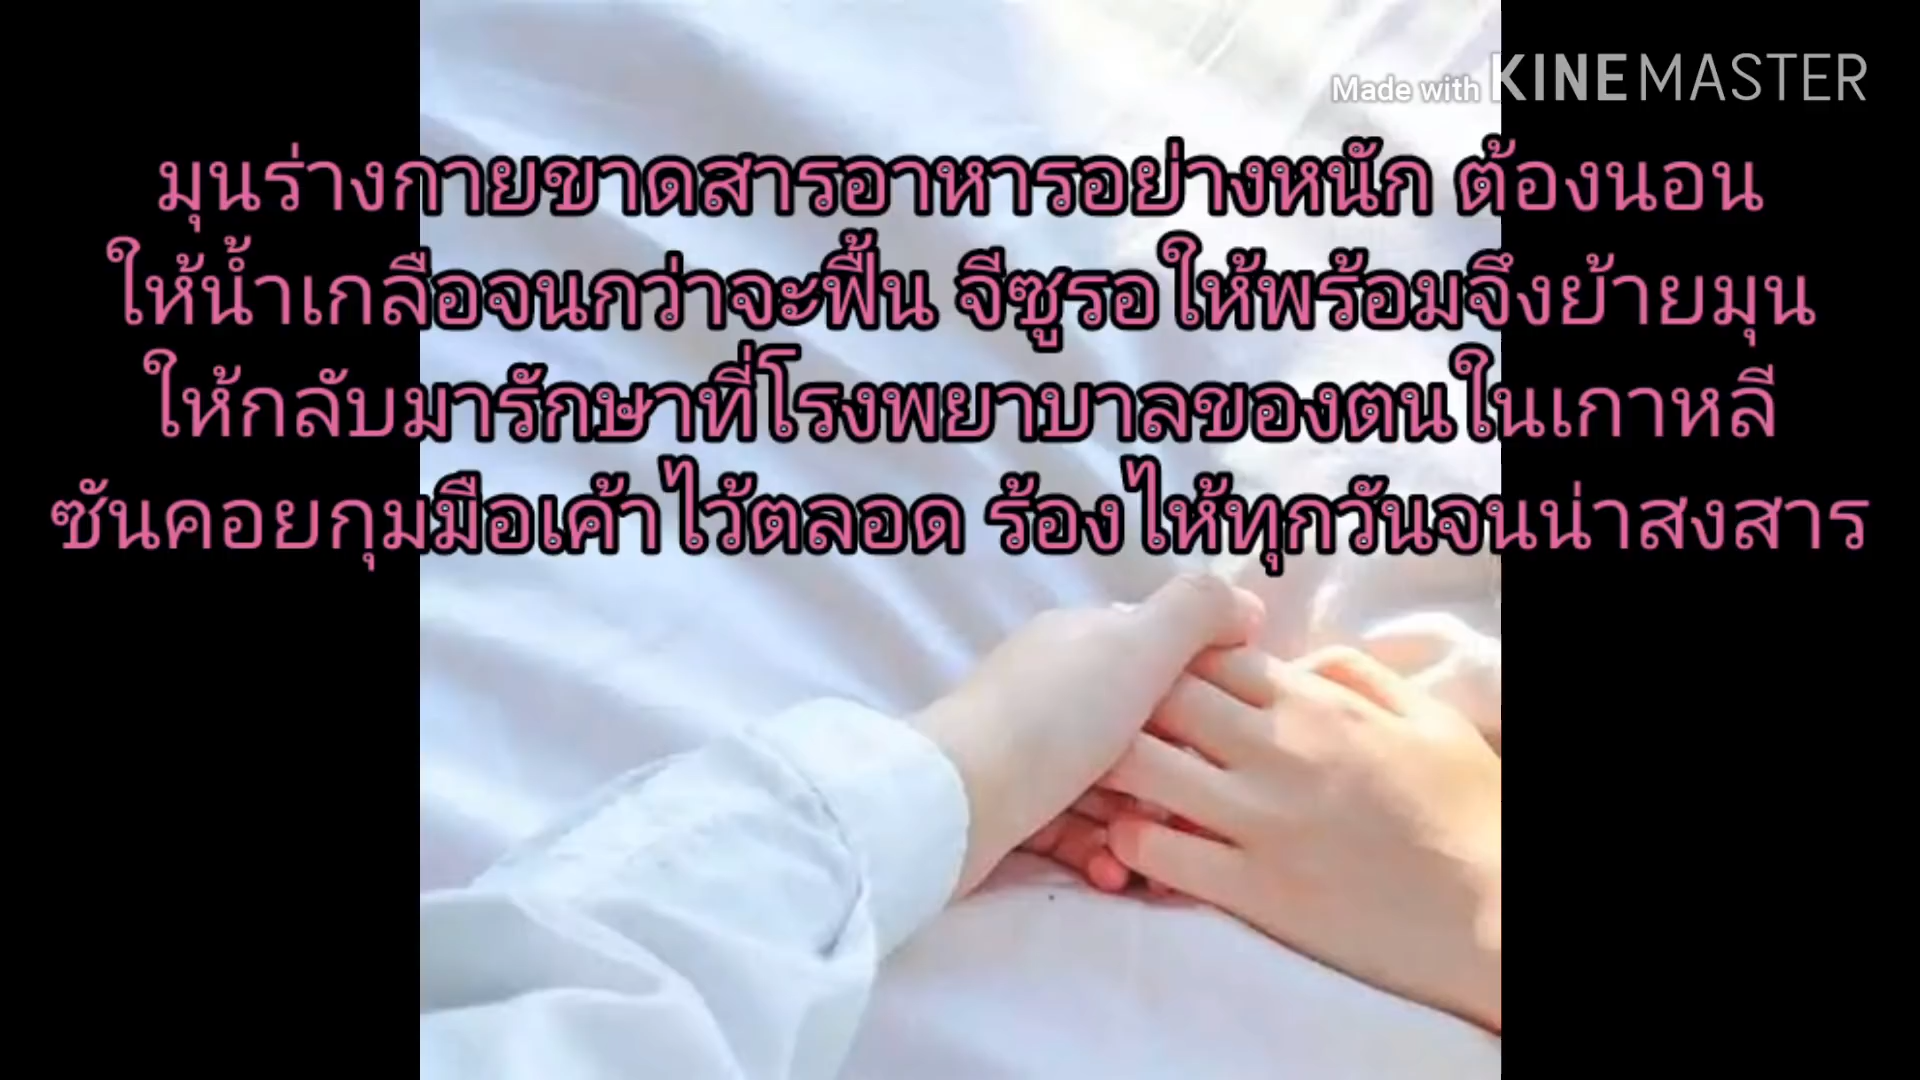 Made with KINEMASTER
มุนร่างกายขาดสารอาหารอย่างหนัก ต้องนอน
ให้น้ำเกลือจนกว่าจะฟื้น จีซูรอให้พร้อมจึงย้ายมุน
ให้กลับมารักษาที่โรงพยาบาลของตนในเกาหลี
ซันคอยกุมมือเค้าไว้ตลอด ร้องไห้ทุกวันจนน่าสงสาร